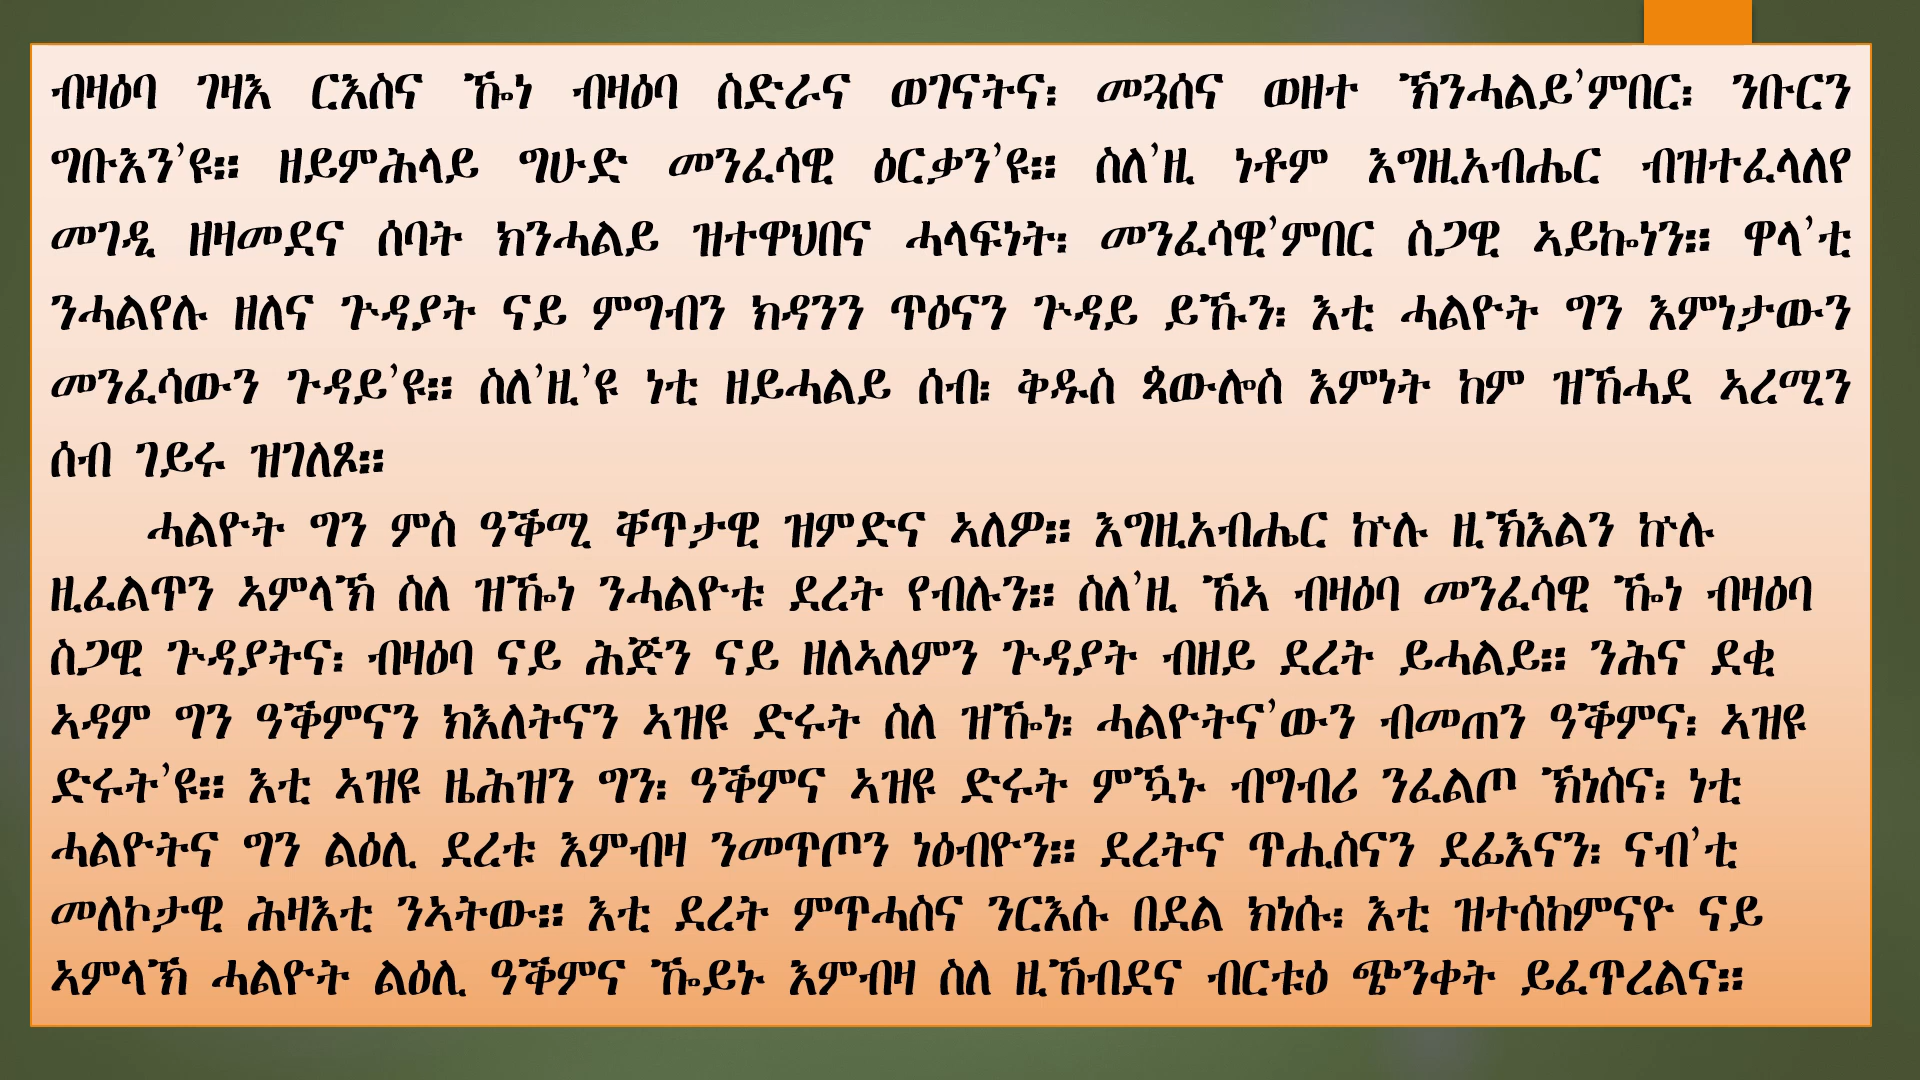 ብዛዕባ ገዛእ ርእስና ኾነ ብዛዕባ ስድራና ወገናትና፡ መጓሰና ወዘተ ኽንሓልይ’ምበር፡ ንቡርን
ግቡእን’ዩ። ዘይምሕላይ ግሁድ መንፈሳዊ ዕርቃን’ዩ። ስለ’ዚ ነቶም እግዚአብሔር ብዝተፈላለየ
መገዲ ዘዛመደና ሰባት ክንሓልይ ዝተዋህበና ሓላፍነት፡ መንፈሳዊ’ምበር ስጋዊ ኣይኰነን። ዋላ’ቲ
ንሓልየሉ ዘለና ጉዳያት ናይ ምግብን ክዳንን ጥዕናን ጉዳይ ይኹን፡ እቲ ሓልዮት ግን እምነታውን
መንፈሳውን ጉዳይ’ዩ። ስለ’ዚ’ዩ ነቲ ዘይሓልይ ሰብ፡ ቅዱስ ጳውሎስ እምነት ከም ዝኸሓደ ኣረሚን
ሰብ ገይሩ ዝገለጾ።
ሓልዮት ግን ምስ ዓቕሚ ቐጥታዊ ዝምድና ኣለዎ። እግዚአብሔር ኵሉ ዚኽእልን ኵሉ
ዚፈልጥን ኣምላኽ ስለ ዝኾነ ንሓልዮቱ ደረት የብሉን። ስለ’ዚ ኸኣ ብዛዕባ መንፈሳዊ ኾነ ብዛዕባ
ስጋዊ ጉዳያትና፡ ብዛዕባ ናይ ሕጅን ናይ ዘለኣለምን ጉዳያት ብዘይ ደረት ይሓልይ። ንሕና ደቂ
ኣዳም ግን ዓቕምናን ክእለትናን ኣዝዩ ድሩት ስለ ዝኾነ፡ ሓልዮትና’ውን ብመጠን ዓቕምና፡ ኣዝዩ
ድሩት’ዩ። እቲ ኣዝዩ ዜሕዝን ግን፡ ዓቕምና ኣዝዩ ድሩት ምዃኑ ብግብሪ ንፈልጦ ኽነስና፡ ነቲ
ሓልዮትና ግን ልዕሊ ደረቱ እምብዛ ንመጥጦን ነዕብዮን። ደረትና ጥሒስናን ደፊእናን፡ ናብ’ቲ
መለኮታዊ ሕዛእቲ ንኣትው። እቲ ደረት ምጥሓስና ንርእሱ በደል ክነሱ፡ እቲ ዝተሰከምናዮ ናይ
ኣምላኽ ሓልዮት ልዕሊ ዓቕምና ኾይኑ እምብዛ ስለ ዚኸብደና ብርቱዕ ጭንቀት ይፈጥረልና።